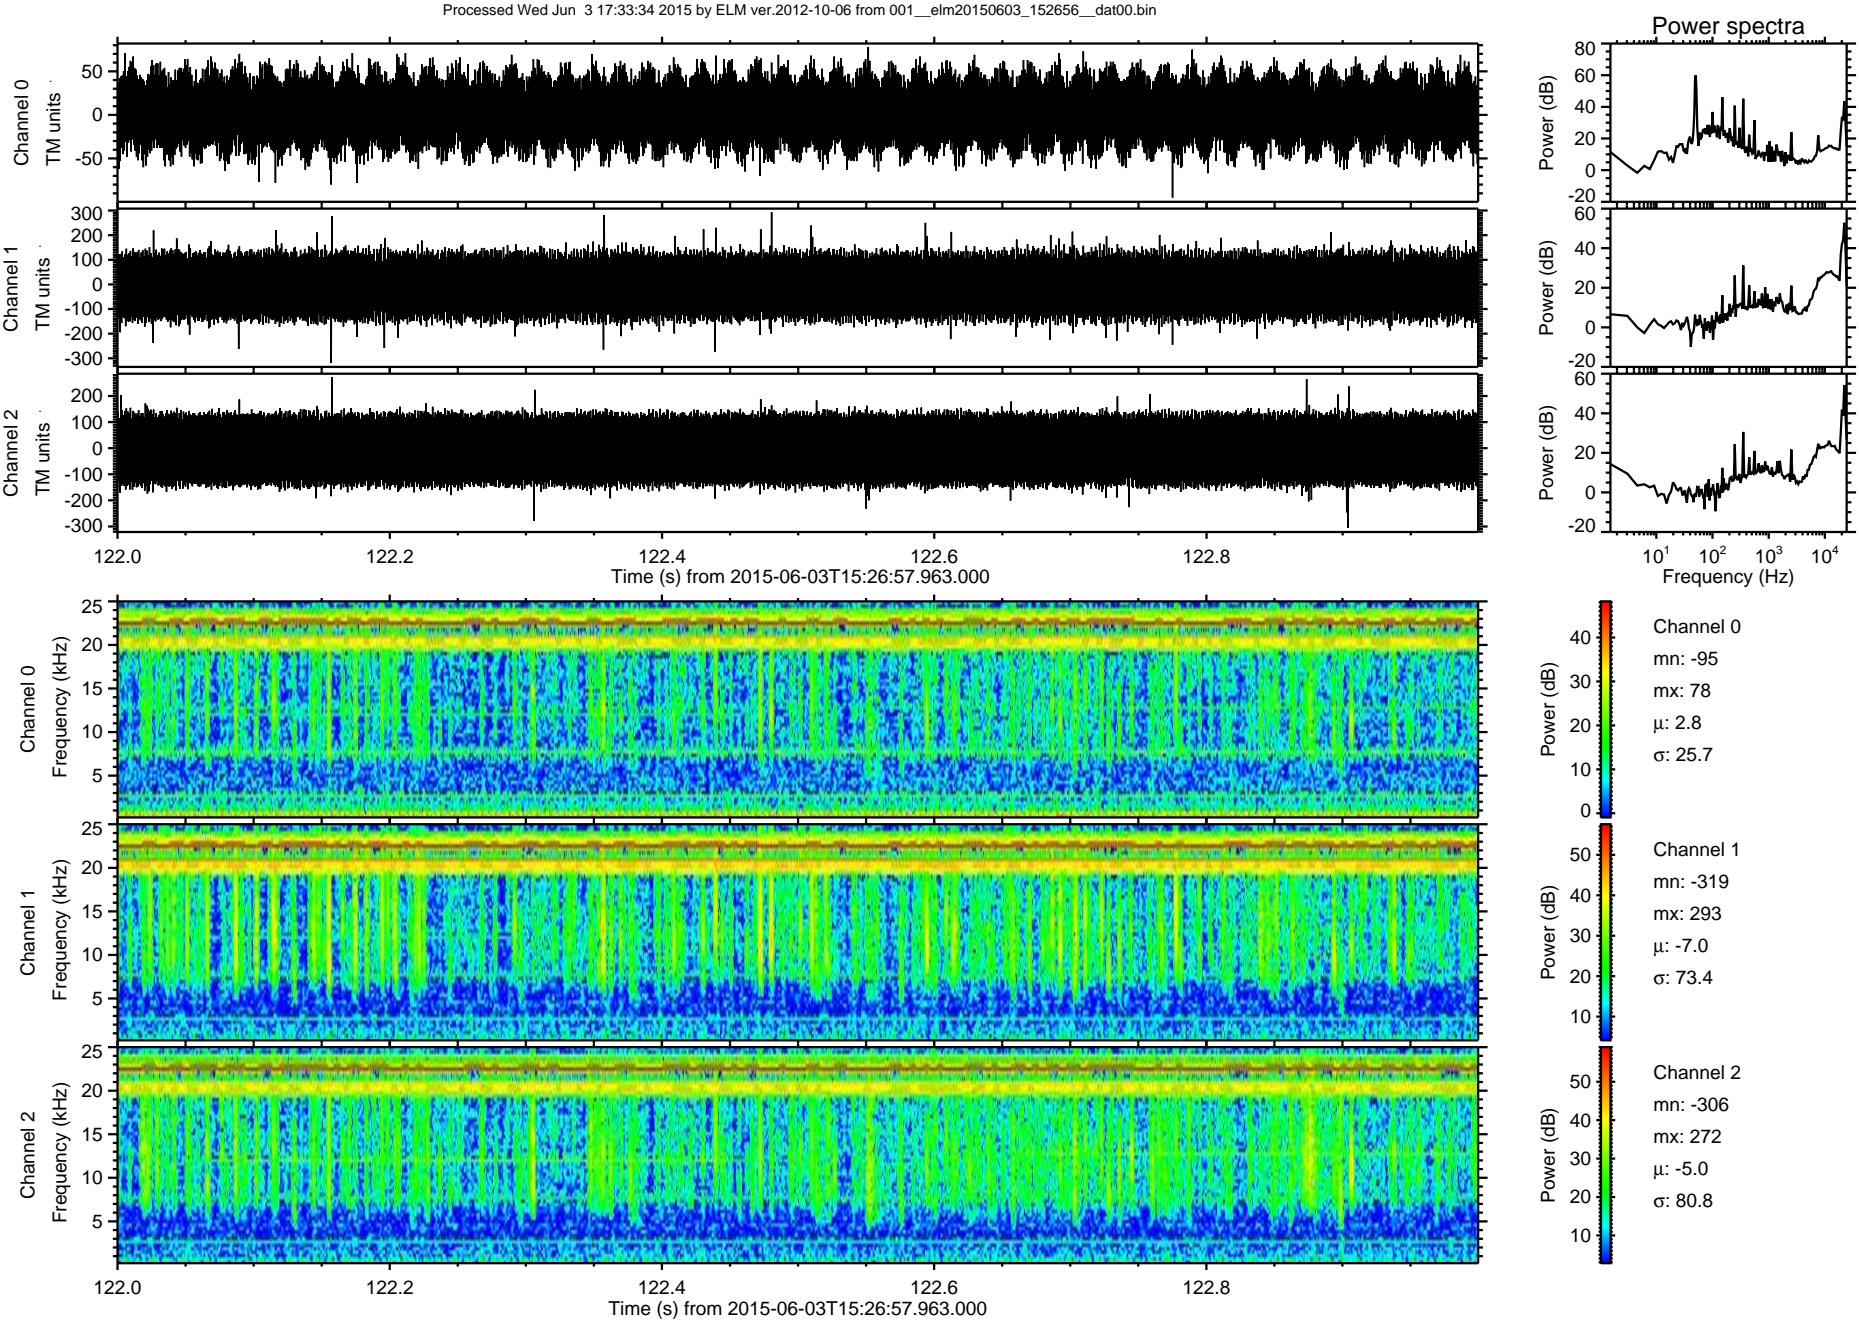 Processed Wed Jun  3 17:33:34 2015 by ELM ver.2012-10-06 from 001__elm20150603_152656__dat00.bin
Power spectra
Channel 0
TM units
50
0
-50
Power (dB)
80
60
40
20
0
-20
Channel 1
TM units
300
200
100
0
-100
-200
-300
Power (dB)
60
40
20
0
-20
Channel 2
TM units
200
100
0
-100
-200
-300
Power (dB)
60
40
20
0
-20
122.0 122.2 122.4 122.6 122.8
Time (s) from 2015-06-03T15:26:57.963.000
10^1 10^2 10^3 10^4
Frequency (Hz)
Channel 0
Frequency (kHz)
25
20
15
10
5
Power (dB)
40
30
20
10
0
Channel 0
mn: -95
mx: 78
μ: 2.8
σ: 25.7
Channel 1
Frequency (kHz)
25
20
15
10
5
Power (dB)
50
40
30
20
10
Channel 1
mn: -319
mx: 293
μ: -7.0
σ: 73.4
Channel 2
Frequency (kHz)
25
20
15
10
5
Power (dB)
50
40
30
20
10
Channel 2
mn: -306
mx: 272
μ: -5.0
σ: 80.8
122.0 122.2 122.4 122.6 122.8
Time (s) from 2015-06-03T15:26:57.963.000